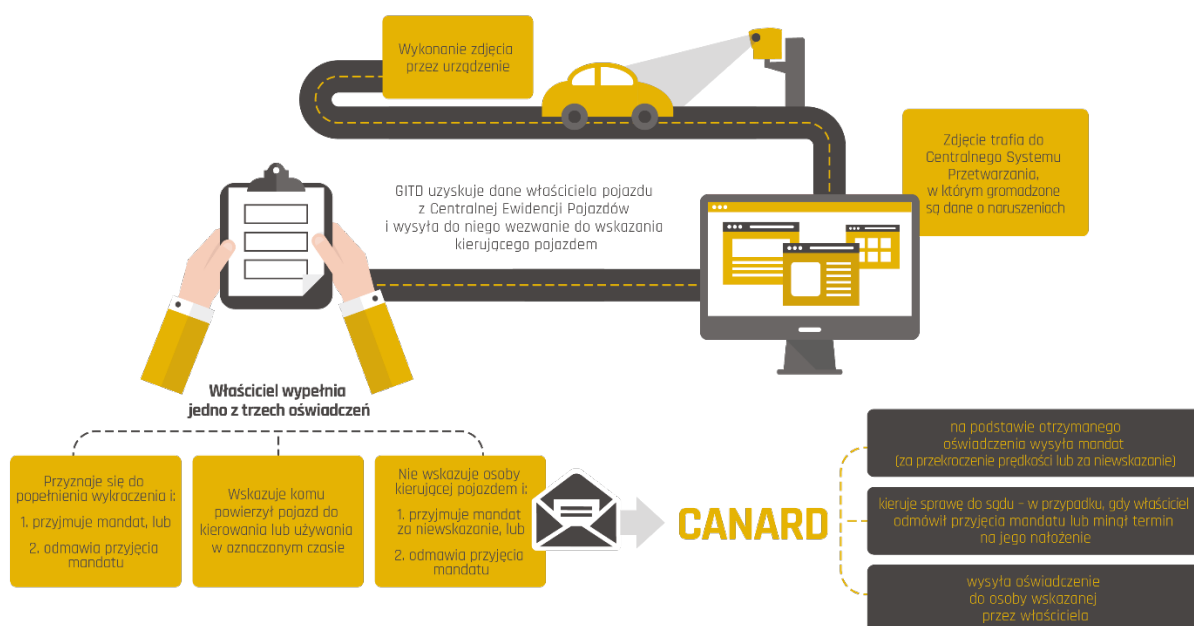 Wykonanie zdjęcia
przez urządzenie
Zdjęcie trafia do
Centralnego Systemu
Przetwarzania,
w którym gromadzone
są dane o naruszeniach
GITD uzyskuje dane właściciela pojazdu
z Centralnej Ewidencji Pojazdów
i wysyła do niego wezwanie do wskazania
kierującego pojazdem
Właściciel wypełnia
jedno z trzech oświadczeń
Przyznaje się do
popełnienia wykroczenia i:
1. przyjmuje mandat, lub
2. odmawia przyjęcia
mandatu
Wskazuje komu
powierzył pojazd do
kierowania lub używania
w oznaczonym czasie
Nie wskazuje osoby
kierującej pojazdem i:
1. przyjmuje mandat
za niewskazanie, lub
2. odmawia przyjęcia
mandatu
CANARD
na podstawie otrzymanego
oświadczenia wysyła mandat
(za przekroczenie prędkości lub za niewskazanie)
kieruje sprawę do sądu – w przypadku, gdy właściciel
odmówił przyjęcia mandatu lub minął termin
na jego nałożenie
wysyła oświadczenie
do osoby wskazanej
przez właściciela